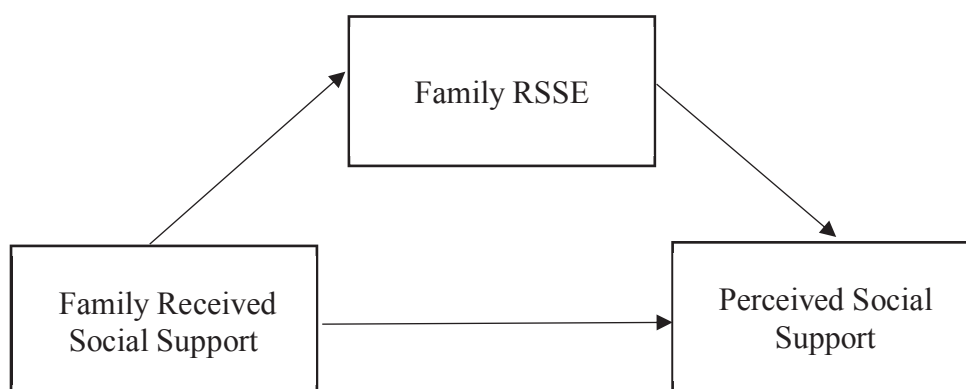 Family RSSE
Family Received
Social Support
Perceived Social
Support